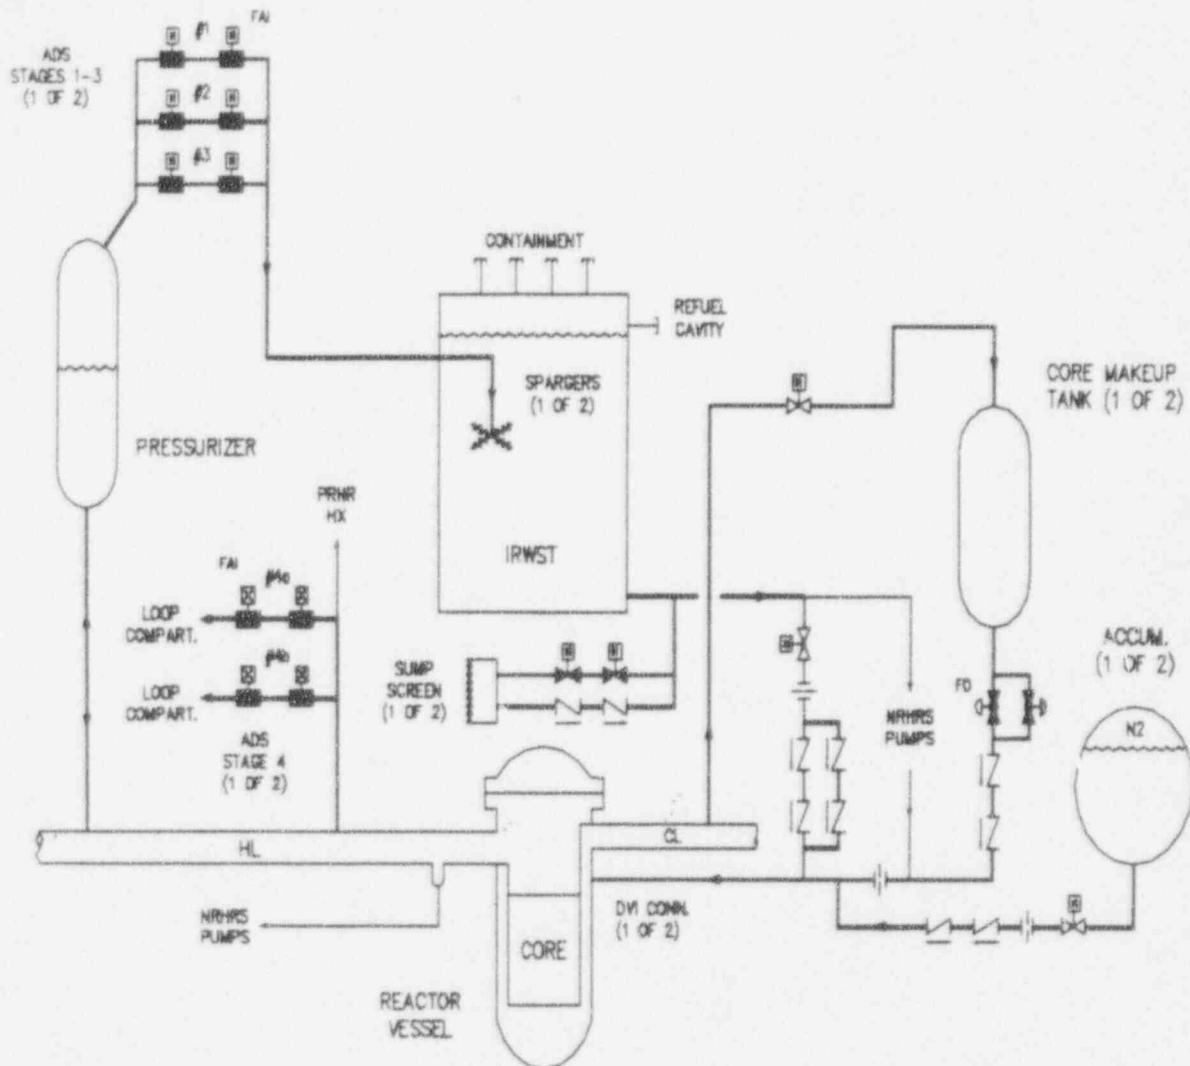 ADS
STAGES 1-3
(1 OF 2)
#1
FAI
#2
#3
CONTAINMENT
REFUEL
CAVITY
SPARGERS
(1 OF 2)
CORE MAKEUP
TANK (1 OF 2)
PRESSURIZER
PRHR
HX
IRWST
FAI
#4a
LOOP
COMPART.
#4b
LOOP
COMPART.
ADS
STAGE 4
(1 OF 2)
SUMP
SCREEN
(1 OF 2)
NRHRS
PUMPS
FO
ACCUM.
(1 OF 2)
N2
HL
CL
NRHRS
PUMPS
DVI CONN.
(1 OF 2)
CORE
REACTOR
VESSEL